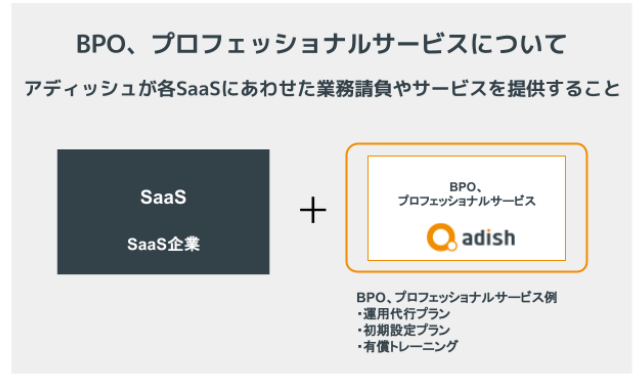 BPO、プロフェッショナルサービスについて
アディッシュが各SaaSにあわせた業務請負やサービスを提供すること
SaaS
SaaS企業
+
BPO、
プロフェッショナルサービス
adish
BPO、プロフェッショナルサービス例
・運用代行プラン
・初期設定プラン
・有償トレーニング